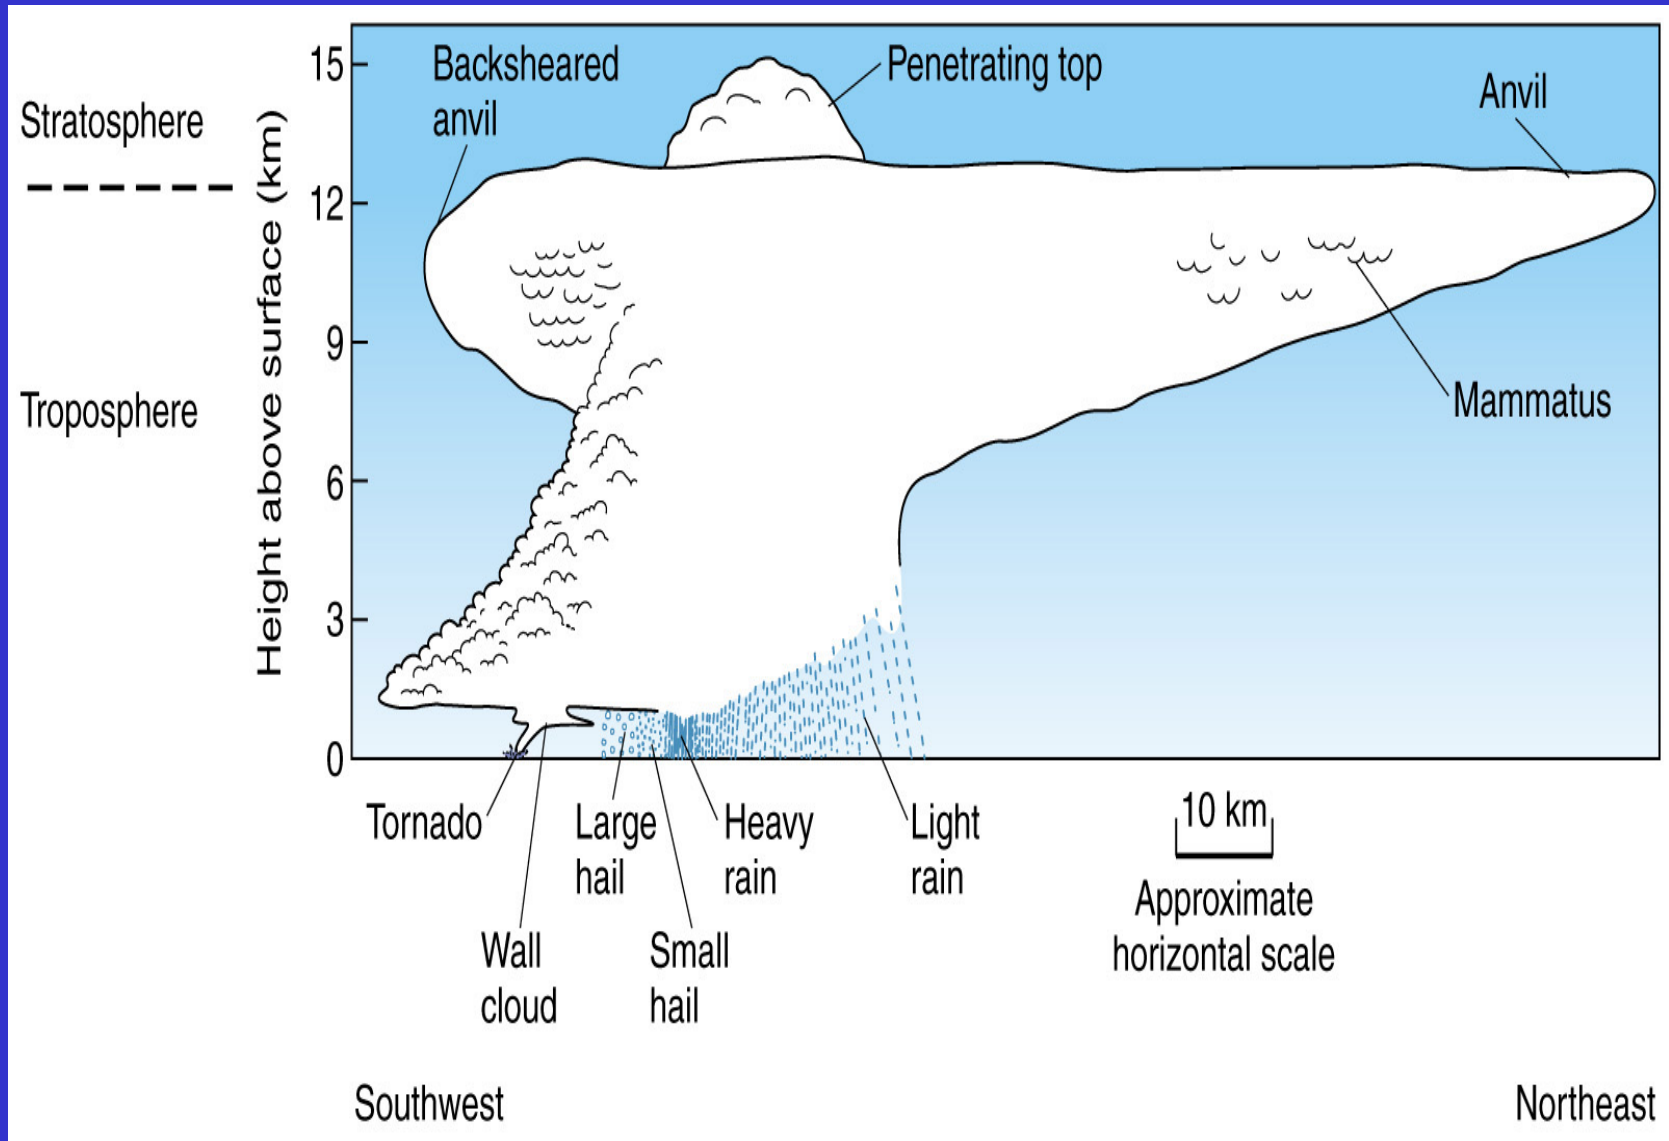 15
Backsheared
anvil
Penetrating top
Anvil
Stratosphere
12
Height above surface (km)
9
Troposphere
Mammatus
6
3
0
Tornado
Large
hail
Heavy
rain
Light
rain
10 km
Approximate
horizontal scale
Wall
cloud
Small
hail
Southwest
Northeast